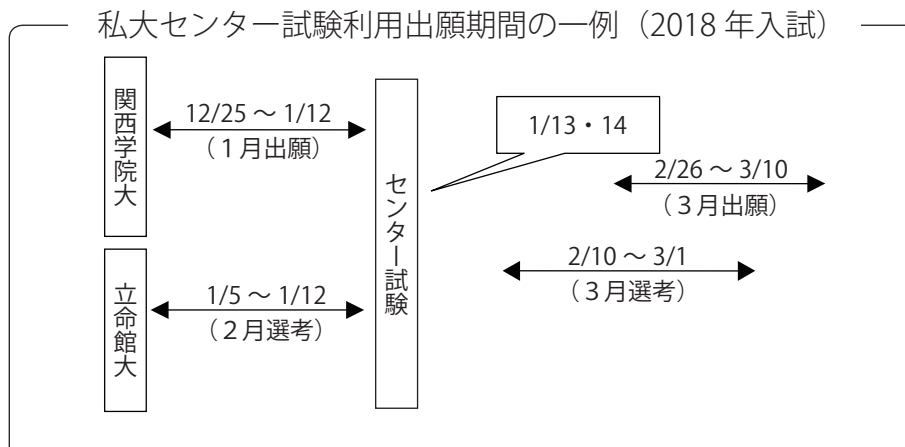 私大センター試験利用出願期間の一例（2018 年入試）
関西学院大
12/25 ～ 1/12
（１月出願）
センター試験
1/13・14
2/26 ～ 3/10
（３月出願）
立命館大
1/5 ～ 1/12
（２月選考）
2/10 ～ 3/1
（３月選考）